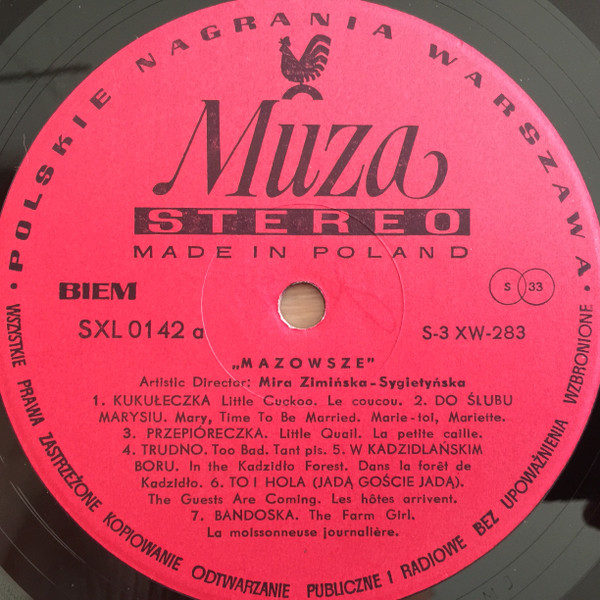 • POLSKIE NAGRANIA WARSZAWA •
Muza
STEREO
MADE IN POLAND
BIEM
S 33
SXL 0142 a
S-3 XW-283
„MAZOWSZE”
Artistic Director: Mira Zimińska-Sygietyńska
1. KUKUŁECZKA Little Cuckoo. Le coucou. 2. DO ŚLUBU
MARYSIU. Mary, Time To Be Married. Marie-toi, Mariette.
3. PRZEPIÓRECZKA. Little Quail. La petite caille.
4. TRUDNO. Too Bad. Tant pis. 5. W KADZIDLAŃSKIM
BORU. In the Kadzidło Forest. Dans la forêt de
Kadzidło. 6. TO I HOLA (JADĄ GOŚCIE JADĄ).
The Guests Are Coming. Les hôtes arrivent.
7. BANDOSKA. The Farm Girl.
La moissonneuse journalière.
WSZYSTKIE PRAWA ZASTRZEŻONE KOPIOWANIE ODTWARZANIE PUBLICZNE I RADIOWE BEZ UPOWAŻNIENIA WZBRONIONE